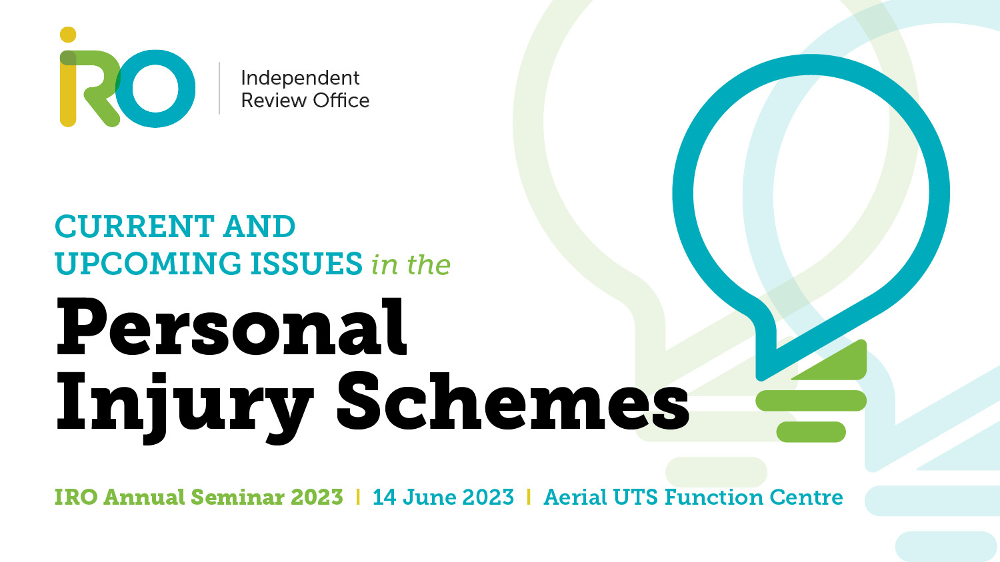 iRO
Independent
Review Office
CURRENT AND
UPCOMING ISSUES in the
Personal
Injury Schemes
IRO Annual Seminar 2023 | 14 June 2023 | Aerial UTS Function Centre